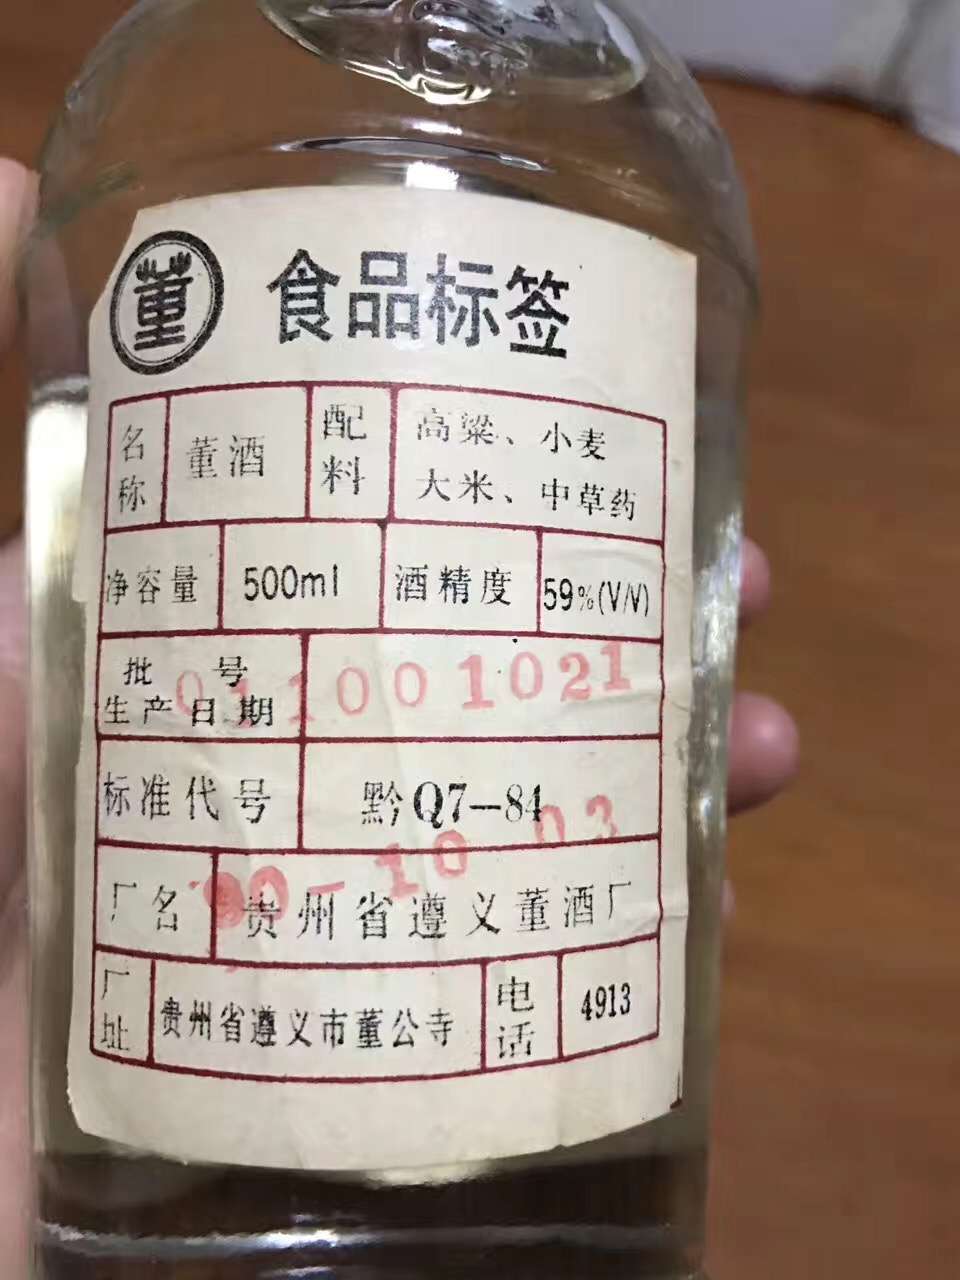 董 食品标签
名称 董酒 配料 高粱、小麦
大米、中草药
净容量 500ml 酒精度 59%(V/V)
批号
生产日期 011001021
标准代号 黔Q7-84
90-10 03
厂名 贵州省遵义董酒厂
厂址 贵州省遵义市董公寺 电话 4913